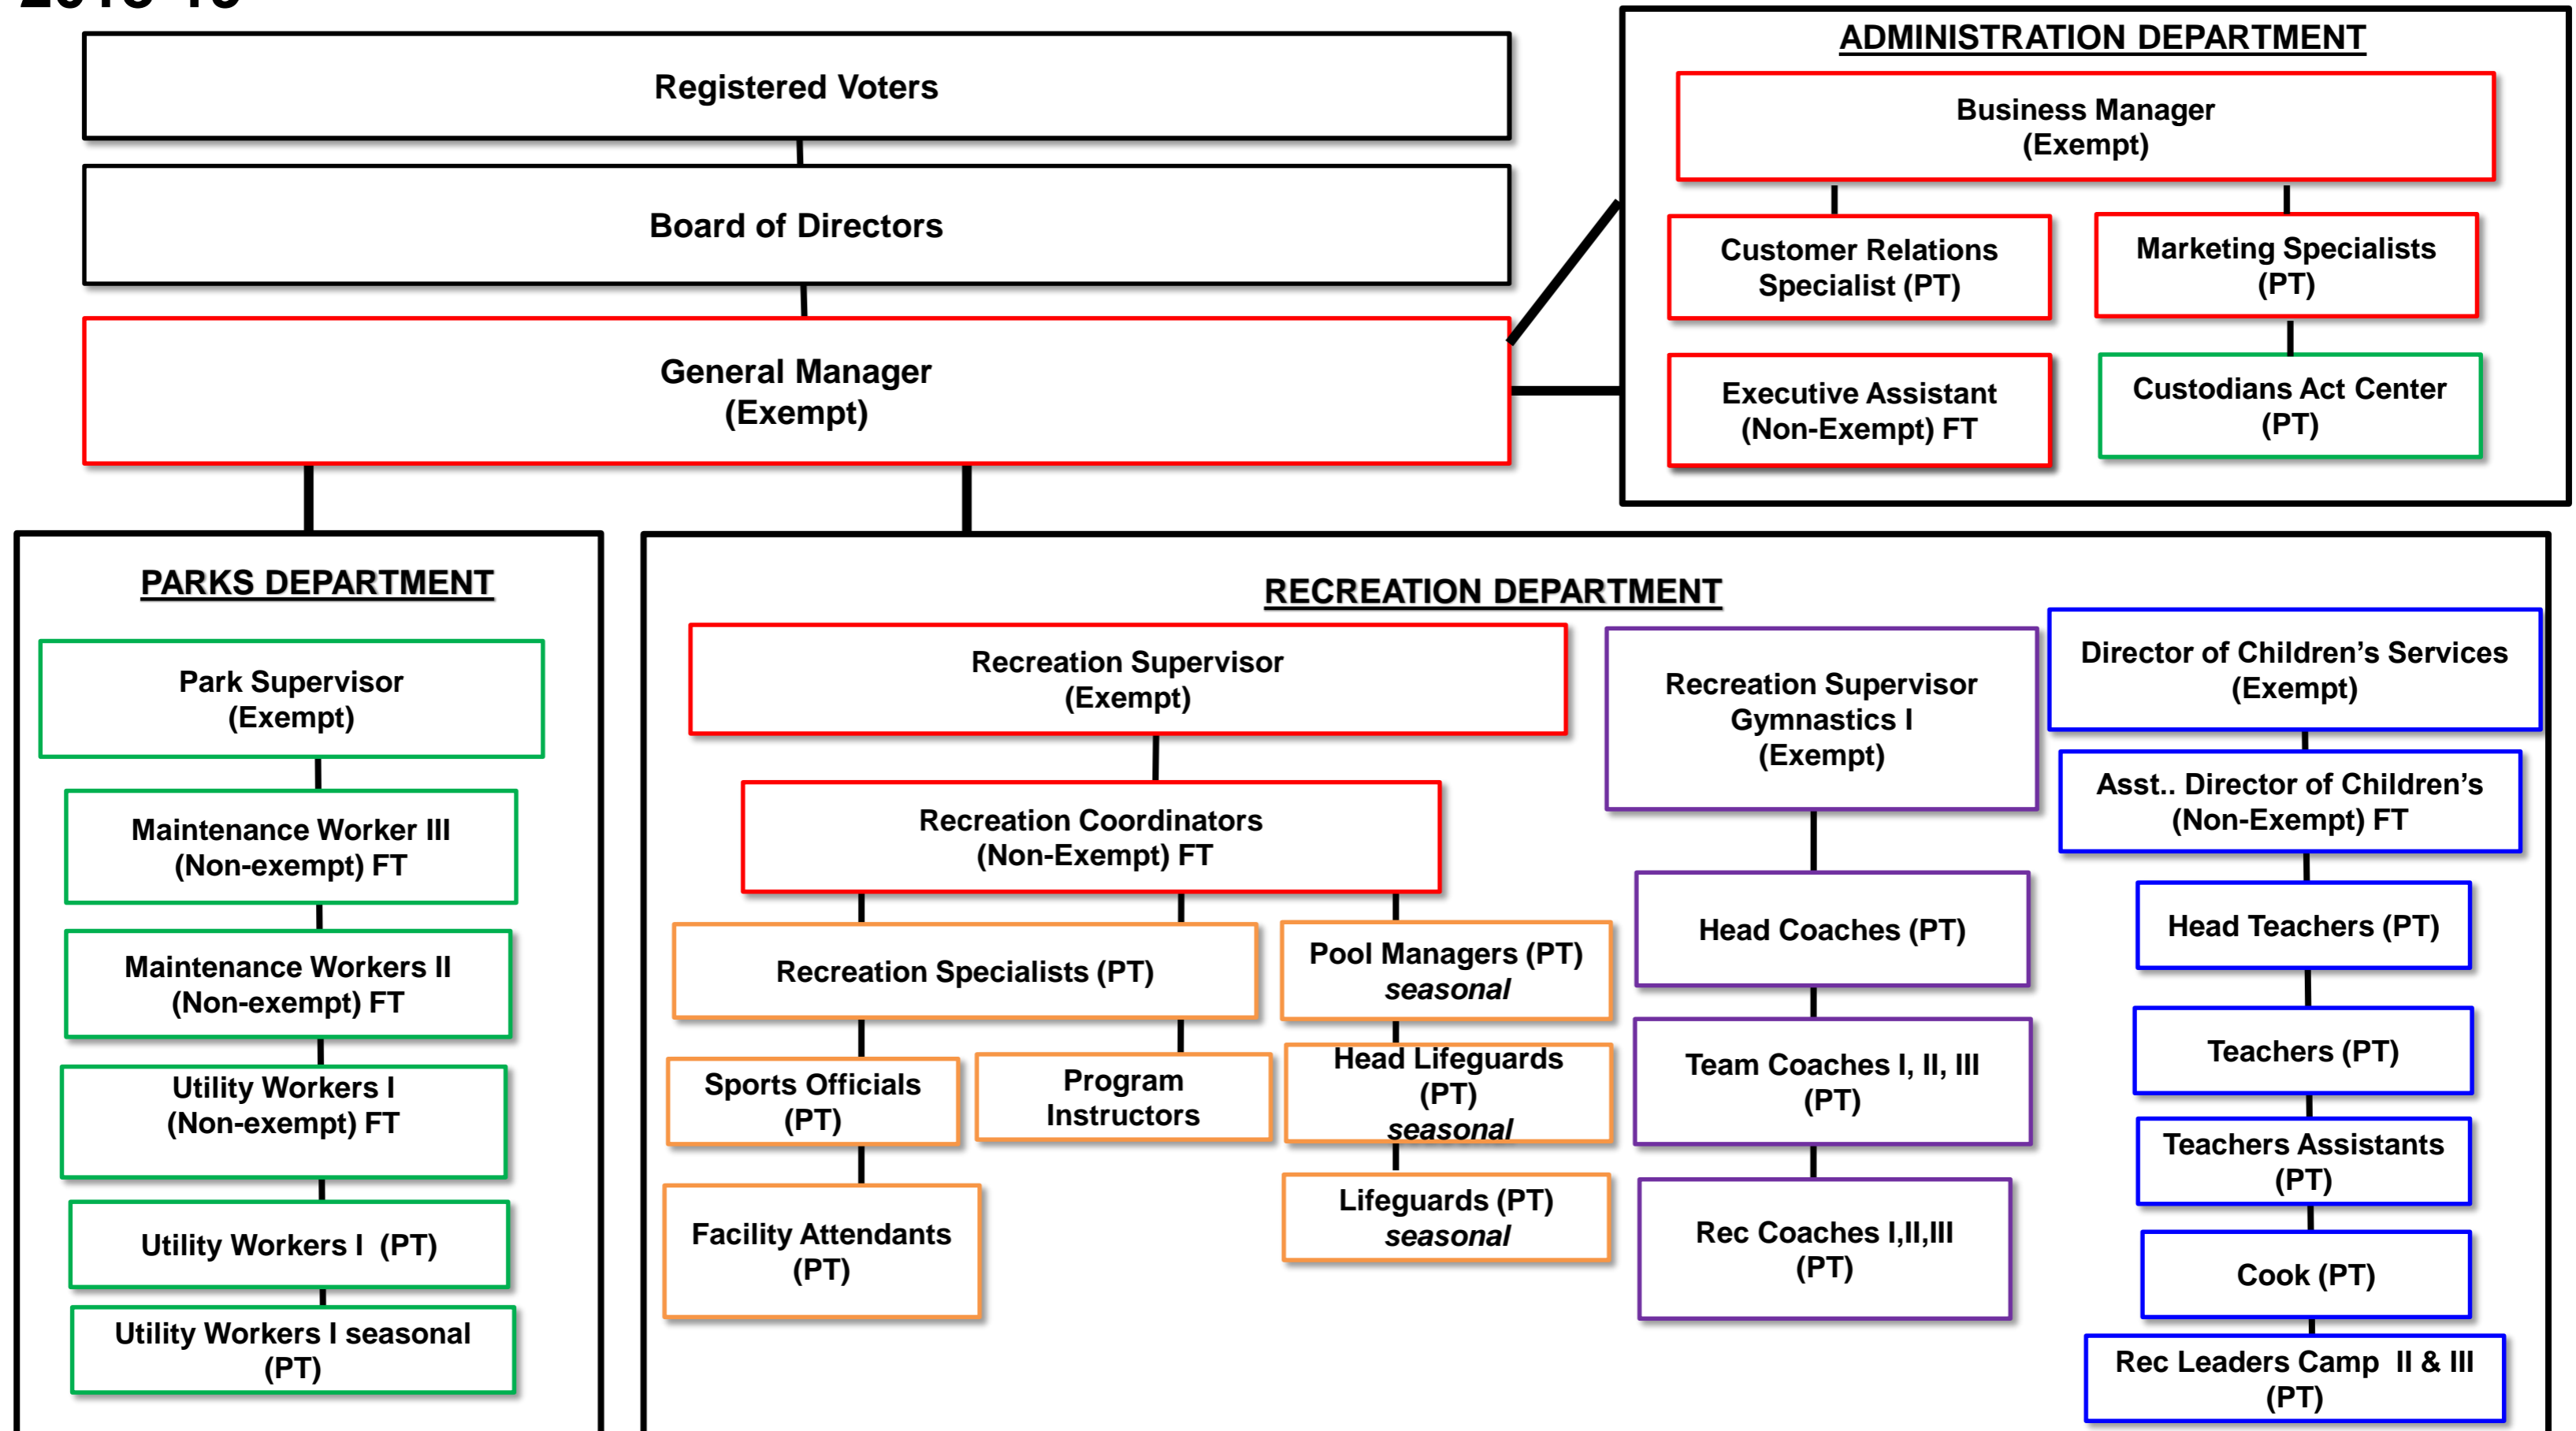 Registered Voters
Board of Directors
General Manager
(Exempt)
ADMINISTRATION DEPARTMENT
Business Manager
(Exempt)
Customer Relations
Specialist (PT)
Marketing Specialists
(PT)
Executive Assistant
(Non-Exempt) FT
Custodians Act Center
(PT)
PARKS DEPARTMENT
Park Supervisor
(Exempt)
Maintenance Worker III
(Non-exempt) FT
Maintenance Workers II
(Non-exempt) FT
Utility Workers I
(Non-exempt) FT
Utility Workers I (PT)
Utility Workers I seasonal
(PT)
RECREATION DEPARTMENT
Recreation Supervisor
(Exempt)
Recreation Coordinators
(Non-Exempt) FT
Recreation Specialists (PT)
Sports Officials
(PT)
Program
Instructors
Facility Attendants
(PT)
Pool Managers (PT)
seasonal
Head Lifeguards
(PT)
seasonal
Lifeguards (PT)
seasonal
Recreation Supervisor
Gymnastics I
(Exempt)
Head Coaches (PT)
Team Coaches I, II, III
(PT)
Rec Coaches I,II,III
(PT)
Director of Children’s Services
(Exempt)
Asst.. Director of Children’s
(Non-Exempt) FT
Head Teachers (PT)
Teachers (PT)
Teachers Assistants
(PT)
Cook (PT)
Rec Leaders Camp II & III
(PT)